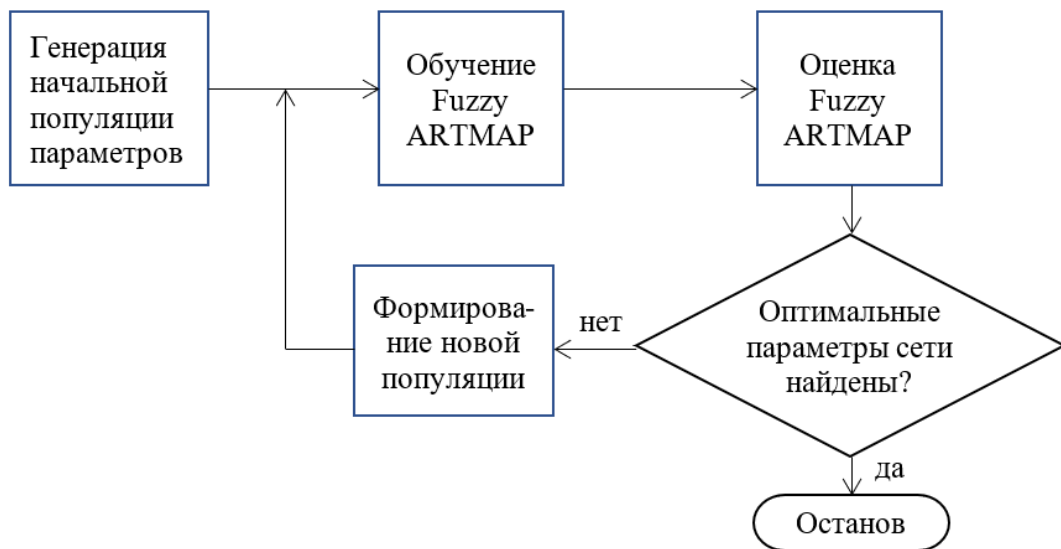 Генерация
начальной
популяции
параметров
Обучение
Fuzzy
ARTMAP
Оценка
Fuzzy
ARTMAP
Формирова-
ние новой
популяции
нет
Оптимальные
параметры сети
найдены?
да
Останов